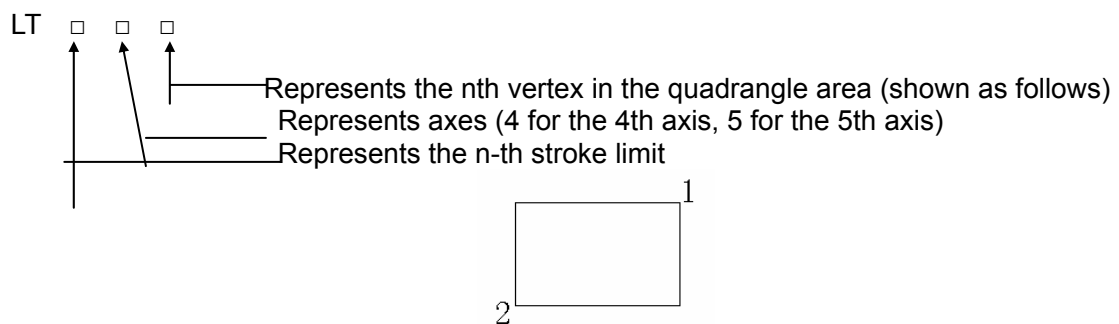 LT □ □ □
Represents the nth vertex in the quadrangle area (shown as follows)
Represents axes (4 for the 4th axis, 5 for the 5th axis)
Represents the n-th stroke limit
1
2